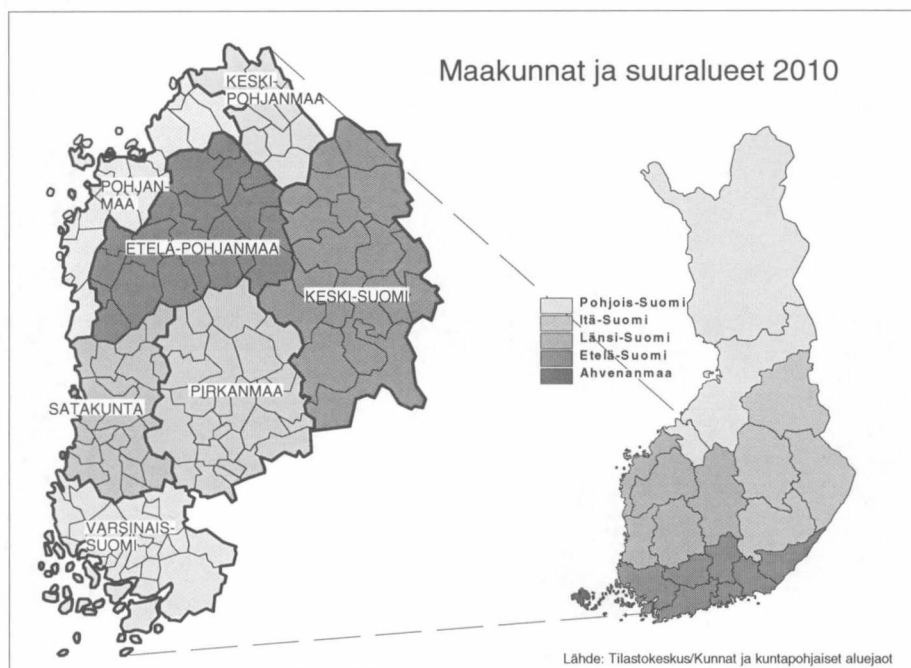 Maakunnat ja suuralueet 2010
KESKI-
POHJANMAA
POHJAN-
MAA
ETELÄ-POHJANMAA
KESKI-SUOMI
PIRKANMAA
SATAKUNTA
VARSINAIS-
SUOMI
Pohjois-Suomi
Itä-Suomi
Länsi-Suomi
Etelä-Suomi
Ahvenanmaa
Lähde: Tilastokeskus/Kunnat ja kuntapohjaiset aluejaot